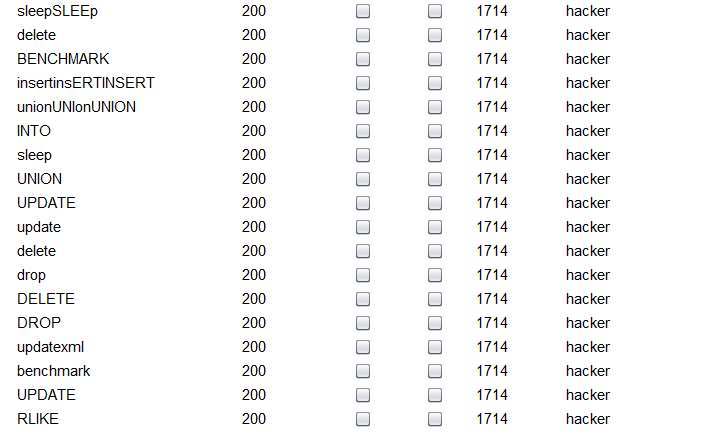 sleepSLEEp 200 1714 hacker
delete 200 1714 hacker
BENCHMARK 200 1714 hacker
insertinsERTINSERT 200 1714 hacker
unionUNIonUNION 200 1714 hacker
INTO 200 1714 hacker
sleep 200 1714 hacker
UNION 200 1714 hacker
UPDATE 200 1714 hacker
update 200 1714 hacker
delete 200 1714 hacker
drop 200 1714 hacker
DELETE 200 1714 hacker
DROP 200 1714 hacker
updatexml 200 1714 hacker
benchmark 200 1714 hacker
UPDATE 200 1714 hacker
RLIKE 200 1714 hacker